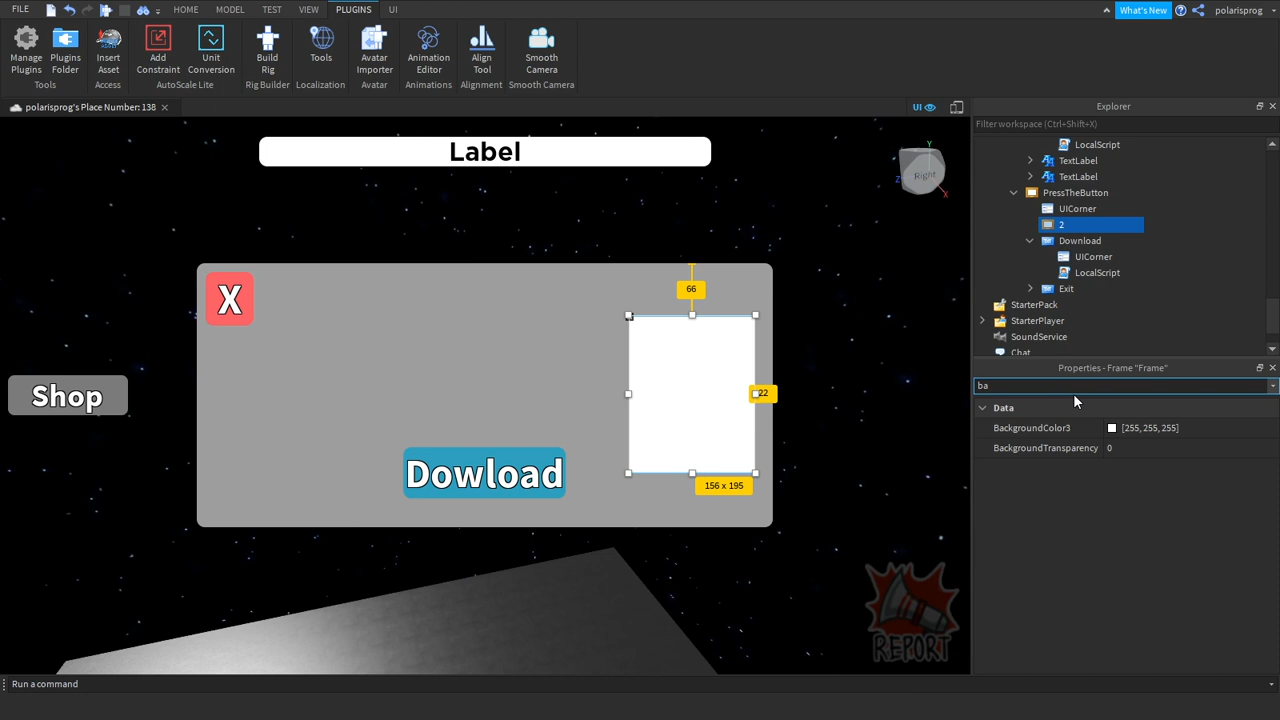 FILE HOME MODEL TEST VIEW PLUGINS UI What's New polarisprog
Manage Plugins
Plugins Folder
Insert Asset
Add Constraint
Unit Conversion
Build Rig
Tools
Avatar Importer
Animation Editor
Align Tool
Smooth Camera
Tools Access AutoScale Lite Rig Builder Localization Avatar Animations Alignment Smooth Camera
polarisprog's Place Number: 138
UI
Label
Y
Right
Z
X
X
66
22
Shop
Dowload
156 x 195
REPORT
Explorer
Filter workspace (Ctrl+Shift+X)
LocalScript
TextLabel
TextLabel
PressTheButton
UICorner
2
Download
UICorner
LocalScript
Exit
StarterPack
StarterPlayer
SoundService
Chat
Properties - Frame "Frame"
ba
Data
BackgroundColor3 [255, 255, 255]
BackgroundTransparency 0
Run a command